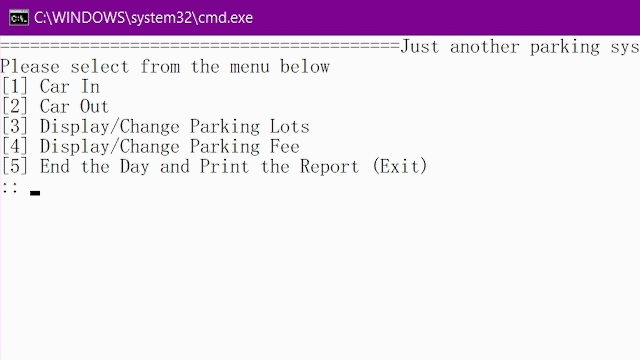 C:\WINDOWS\system32\cmd.exe
========================================Just another parking sys
Please select from the menu below
[1] Car In
[2] Car Out
[3] Display/Change Parking Lots
[4] Display/Change Parking Fee
[5] End the Day and Print the Report (Exit)
:: _